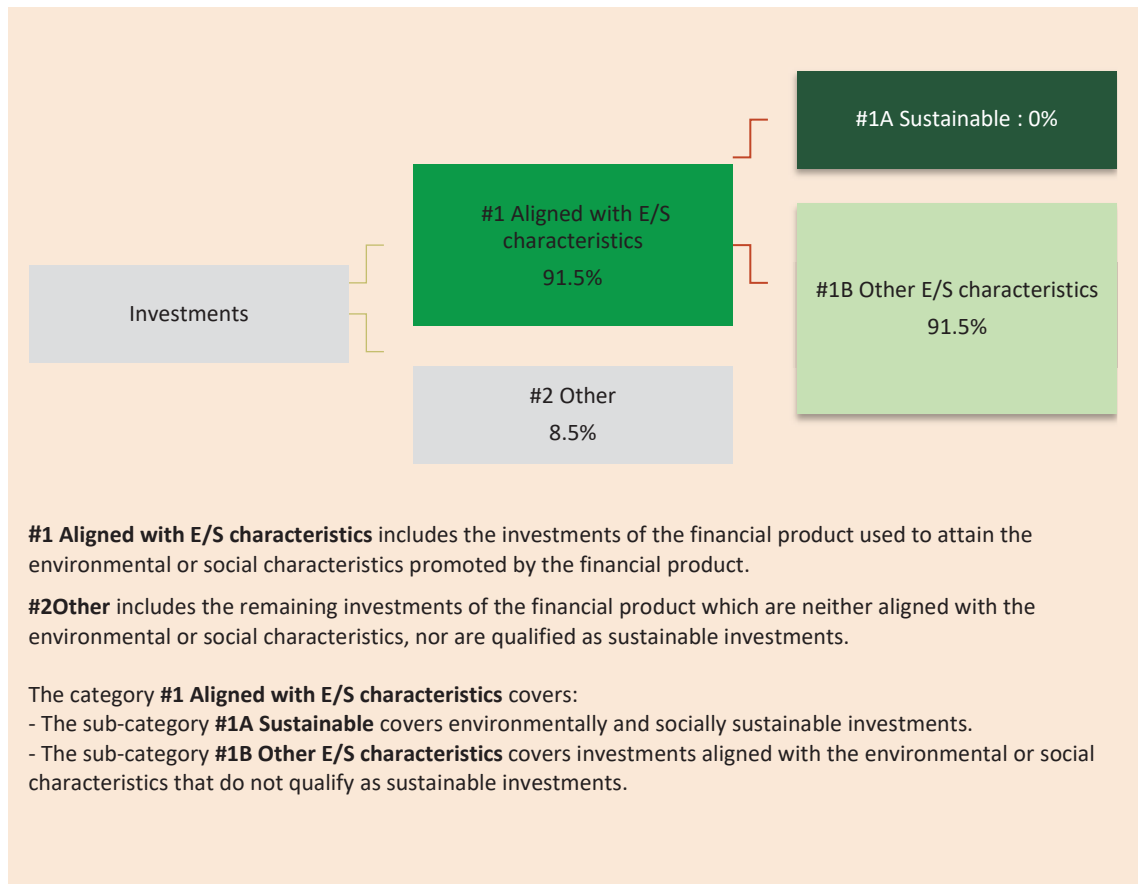 #1A Sustainable : 0%
#1 Aligned with E/S
characteristics
91.5%
#1B Other E/S characteristics
91.5%
Investments
#2 Other
8.5%
#1 Aligned with E/S characteristics includes the investments of the financial product used to attain the
environmental or social characteristics promoted by the financial product.
#2Other includes the remaining investments of the financial product which are neither aligned with the
environmental or social characteristics, nor are qualified as sustainable investments.
The category #1 Aligned with E/S characteristics covers:
- The sub-category #1A Sustainable covers environmentally and socially sustainable investments.
- The sub-category #1B Other E/S characteristics covers investments aligned with the environmental or social
characteristics that do not qualify as sustainable investments.